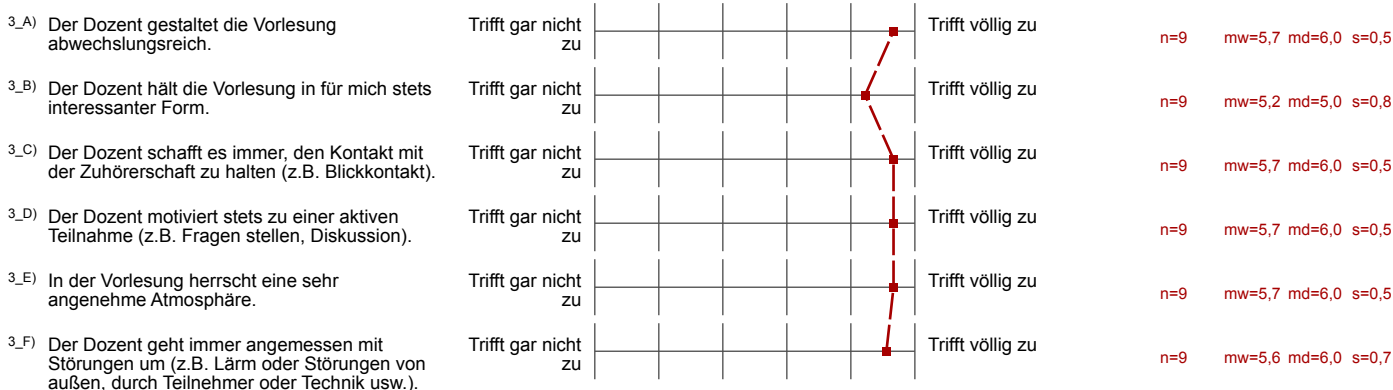 3_A) Der Dozent gestaltet die Vorlesung
abwechslungsreich.
Trifft gar nicht
zu
Trifft völlig zu
n=9 mw=5,7 md=6,0 s=0,5
3_B) Der Dozent hält die Vorlesung in für mich stets
interessanter Form.
Trifft gar nicht
zu
Trifft völlig zu
n=9 mw=5,2 md=5,0 s=0,8
3_C) Der Dozent schafft es immer, den Kontakt mit
der Zuhörerschaft zu halten (z.B. Blickkontakt).
Trifft gar nicht
zu
Trifft völlig zu
n=9 mw=5,7 md=6,0 s=0,5
3_D) Der Dozent motiviert stets zu einer aktiven
Teilnahme (z.B. Fragen stellen, Diskussion).
Trifft gar nicht
zu
Trifft völlig zu
n=9 mw=5,7 md=6,0 s=0,5
3_E) In der Vorlesung herrscht eine sehr
angenehme Atmosphäre.
Trifft gar nicht
zu
Trifft völlig zu
n=9 mw=5,7 md=6,0 s=0,5
3_F) Der Dozent geht immer angemessen mit
Störungen um (z.B. Lärm oder Störungen von
außen, durch Teilnehmer oder Technik usw.).
Trifft gar nicht
zu
Trifft völlig zu
n=9 mw=5,6 md=6,0 s=0,7